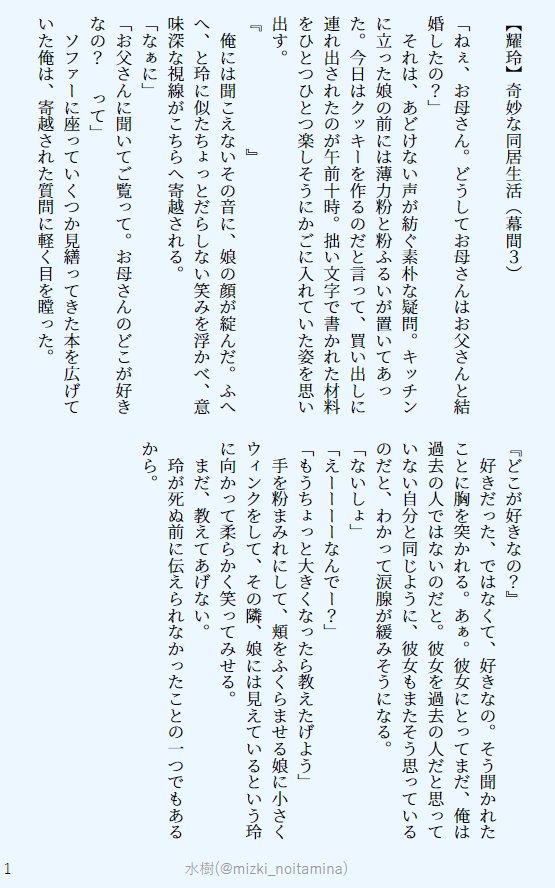 【耀玲】奇妙な同居生活（幕間３）
「ねぇ、お母さん。どうしてお母さんはお父さんと結
婚したの？」
　それは、あどけない声が紡ぐ素朴な疑問。キッチン
に立った娘の前には薄力粉と粉ふるいが置いてあっ
た。今日はクッキーを作るのだと言って、買い出しに
連れ出されたのが午前十時。拙い文字で書かれた材料
をひとつひとつ楽しそうにかごに入れていた姿を思い
出す。
『　　　　　　』
　俺には聞こえないその音に、娘の顔が綻んだ。ふへ
へ、と玲に似たちょっとだらしない笑みを浮かべ、意
味深な視線がこちらへ寄越される。
「なぁに」
「お父さんに聞いてご覧って。お母さんのどこが好き
なの？　って」
　ソファーに座っていくつか見繕ってきた本を広げて
いた俺は、寄越された質問に軽く目を瞠った。
『どこが好きなの？』
　好きだった、ではなくて、好きなの。そう聞かれた
ことに胸を突かれる。あぁ。彼女にとってまだ、俺は
過去の人ではないのだと。彼女を過去の人だと思って
いない自分と同じように、彼女もまたそう思っている
のだと、わかって涙腺が緩みそうになる。
「ないしょ」
「えーーーーなんでー？」
「もうちょっと大きくなったら教えたげよう」
　手を粉まみれにして、頬をふくらませる娘に小さく
ウィンクをして、その隣、娘には見えているという玲
に向かって柔らかく笑ってみせる。
　まだ、教えてあげない。
　玲が死ぬ前に伝えられなかったことの一つでもある
から。
1
水樹(@mizki_noitamina)